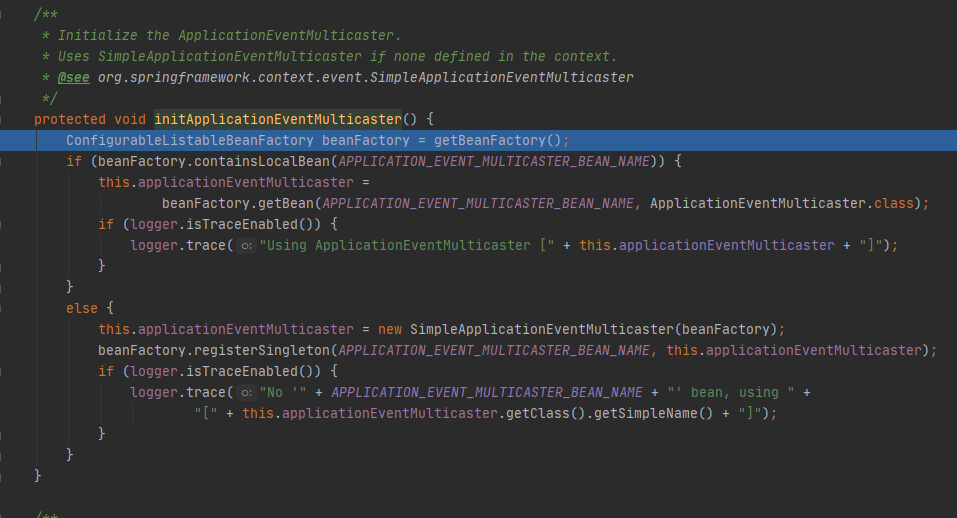 /**
 * Initialize the ApplicationEventMulticaster.
 * Uses SimpleApplicationEventMulticaster if none defined in the context.
 * @see org.springframework.context.event.SimpleApplicationEventMulticaster
 */
protected void initApplicationEventMulticaster() {
    ConfigurableListableBeanFactory beanFactory = getBeanFactory();
    if (beanFactory.containsLocalBean(APPLICATION_EVENT_MULTICASTER_BEAN_NAME)) {
        this.applicationEventMulticaster =
                beanFactory.getBean(APPLICATION_EVENT_MULTICASTER_BEAN_NAME, ApplicationEventMulticaster.class);
        if (logger.isTraceEnabled()) {
            logger.trace( o: "Using ApplicationEventMulticaster [" + this.applicationEventMulticaster + "]");
        }
    }
    else {
        this.applicationEventMulticaster = new SimpleApplicationEventMulticaster(beanFactory);
        beanFactory.registerSingleton(APPLICATION_EVENT_MULTICASTER_BEAN_NAME, this.applicationEventMulticaster);
        if (logger.isTraceEnabled()) {
            logger.trace( o: "No '" + APPLICATION_EVENT_MULTICASTER_BEAN_NAME + "' bean, using " +
                    "[" + this.applicationEventMulticaster.getClass().getSimpleName() + "]");
        }
    }
}
/**